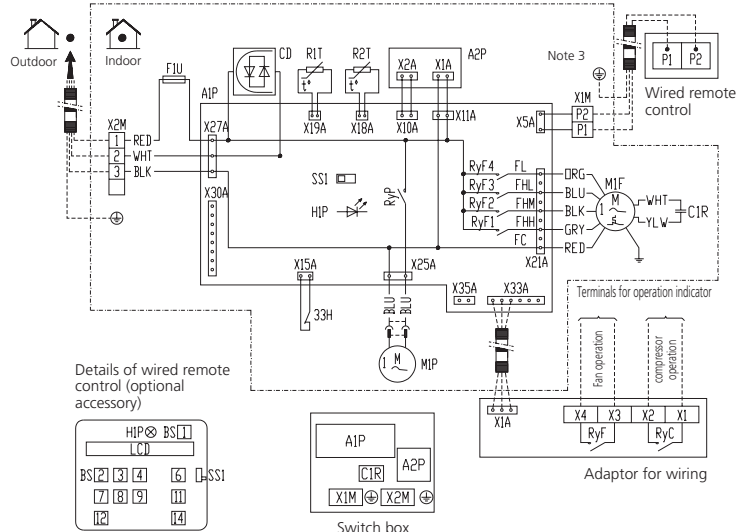 Outdoor
Indoor
F1U
CD
R1T
R2T
A2P
X2A
X1A
t°
t°
Note 3
P1 P2
Wired remote
control
A1P
X2M
X27A
X19A
X18A
X10A
X11A
X5A
X1M
P2
P1
1 RED
2 WHT
3 BLK
X30A
SS1
H1P
RyP
RyF4 FL ORG
RyF3 FHL BLU
RyF2 FHM BLK
RyF1 FHH GRY
FC RED
M1F
M
1
WHT
YLW
C1R
X21A
X15A
X25A
X35A
X33A
Terminals for operation indicator
33H
BLU
BLU
M
1
M1P
Fan operation
compressor
operation
X1A
X4 X3 X2 X1
RyF RyC
Adaptor for wiring
Details of wired remote
control (optional
accessory)
H1P BS 1
LCD
BS 2 3 4 6 SS1
7 8 9 11
12 14
A1P
A2P
C1R
X1M X2M
Switch box